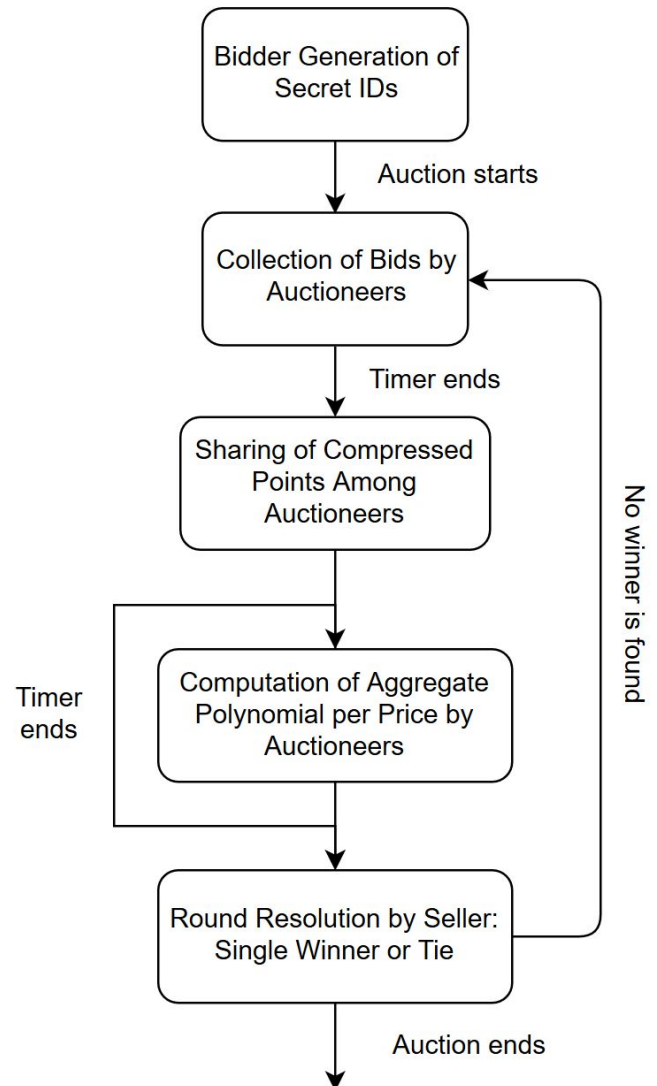 Bidder Generation of
Secret IDs
Auction starts
Collection of Bids by
Auctioneers
Timer ends
Sharing of Compressed
Points Among
Auctioneers
No winner is found
Timer
ends
Computation of Aggregate
Polynomial per Price by
Auctioneers
Round Resolution by Seller:
Single Winner or Tie
Auction ends